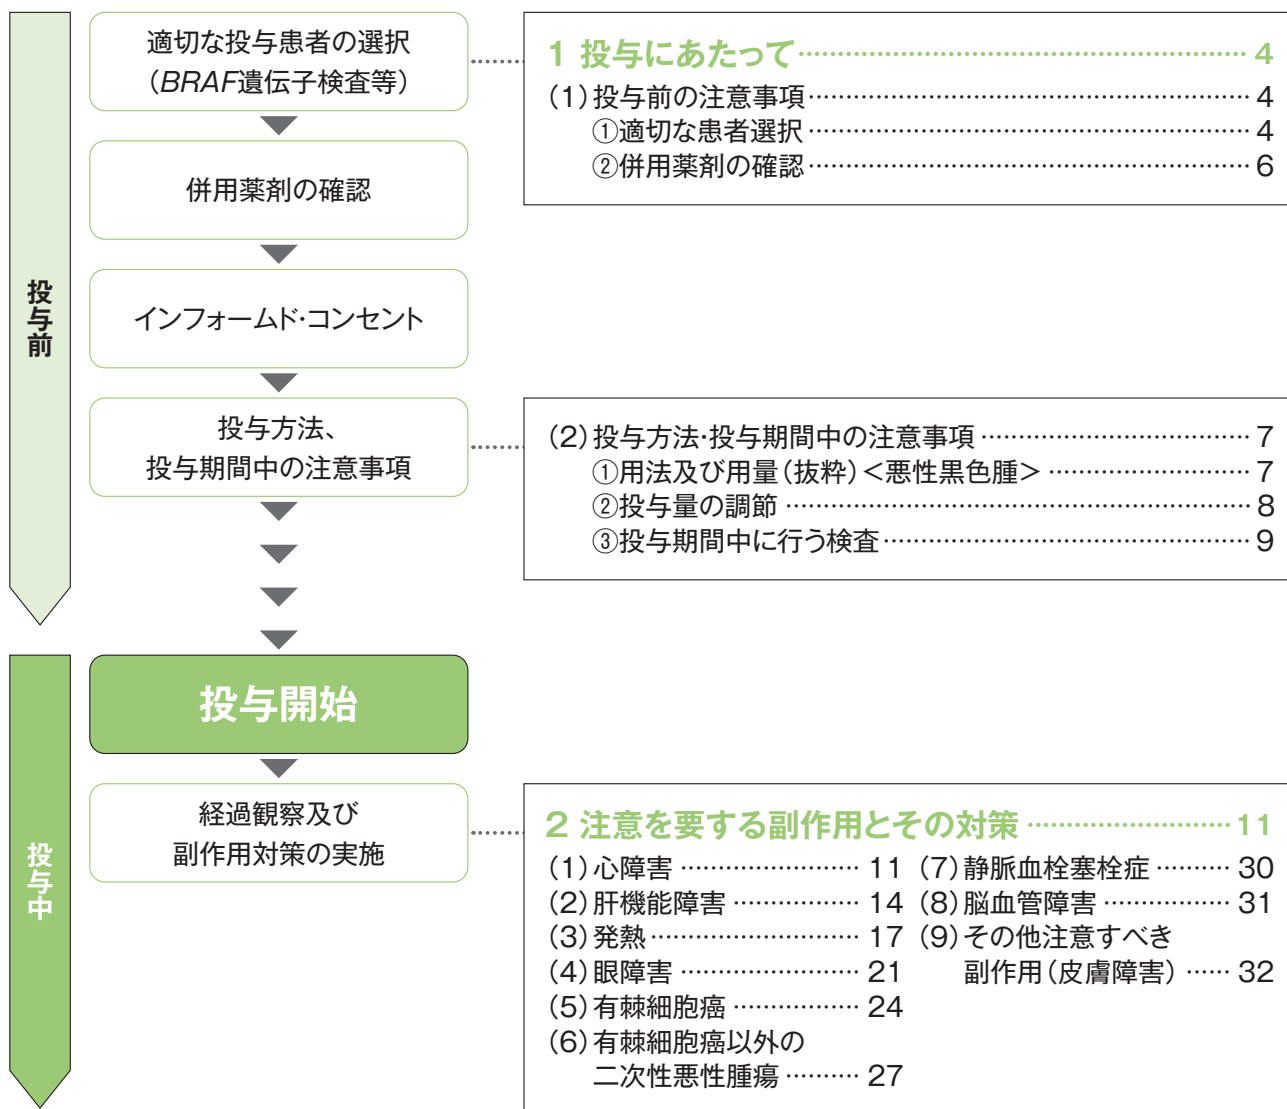 投与前
適切な投与患者の選択
（BRAF遺伝子検査等）
併用薬剤の確認
インフォームド・コンセント
投与方法、
投与期間中の注意事項
1 投与にあたって…………………………………………… 4
（1）投与前の注意事項…………………………………………… 4
①適切な患者選択…………………………………………… 4
②併用薬剤の確認…………………………………………… 6
（2）投与方法・投与期間中の注意事項………………………… 7
①用法及び用量（抜粋）＜悪性黒色腫＞………………… 7
②投与量の調節……………………………………………… 8
③投与期間中に行う検査…………………………………… 9
投与中
投与開始
経過観察及び
副作用対策の実施
2 注意を要する副作用とその対策…………………… 11
（1）心障害………………… 11
（2）肝機能障害…………… 14
（3）発熱…………………… 17
（4）眼障害………………… 21
（5）有棘細胞癌…………… 24
（6）有棘細胞癌以外の
二次性悪性腫瘍………… 27
（7）静脈血栓塞栓症……… 30
（8）脳血管障害…………… 31
（9）その他注意すべき
副作用（皮膚障害）…… 32